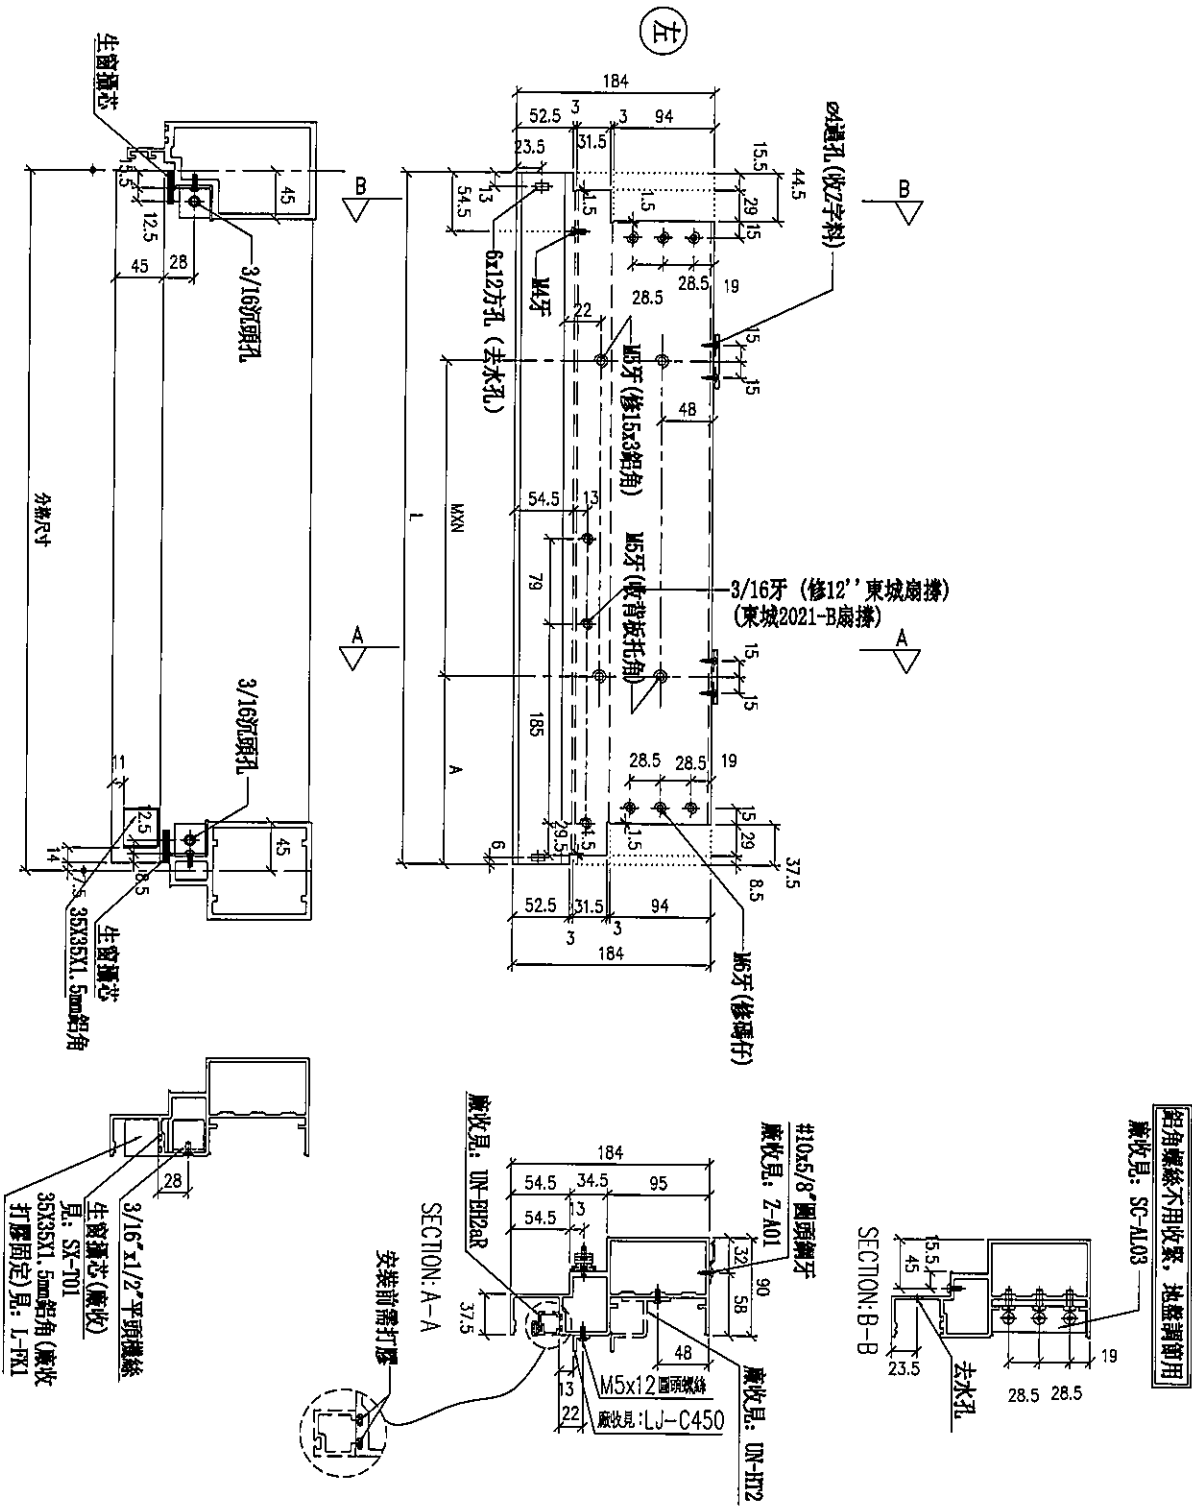 左
184
52.5
3
31.5
3
94
23.5
13
54.5
1.5
1.5
15.5
44.5
29
15
B
B
ø4通孔(收Z字料)
M4牙
6x12方孔 (去水孔)
28.5
28.5
19
22
15
15
48
M5牙(修15x3鋁角)
M5牙(收背板托角)
3/16牙 (修12''東城扇撐)
(東城2021-B扇撐)
54.5
13
79
185
MXN
L
A
A
A
15
15
28.5
28.5
19
15
29
37.5
8.5
1.5
1.5
29.5
6
52.5
31.5
94
3
3
184
M6牙(修碼仔)
生窗攝芯
5.5
12.5
45
28
45
3/16沉頭孔
分格尺寸
3/16沉頭孔
11
12.5
45
14
7.5
8.5
生窗攝芯
35X35X1.5mm鋁角
28
3/16"x1/2"平頭機絲
生窗攝芯(廠收)
見: SX-T01
35X35X1.5mm鋁角(廠收
打膠固定)見: L-FK1
#10x5/8"圓頭鋼牙
廠收見: Z-A01
廠收見: UN-EH2aR
184
54.5
34.5
95
54.5
13
90
32
58
37.5
48
13
22
M5x12圓頭螺絲
廠收見:LJ-C450
廠收見: UN-HT2
SECTION:A-A
安裝前需打膠
鋁角螺絲不用收緊, 地盤調節用
廠收見: SC-AL03
15.5
45
23.5
28.5
28.5
19
去水孔
SECTION:B-B